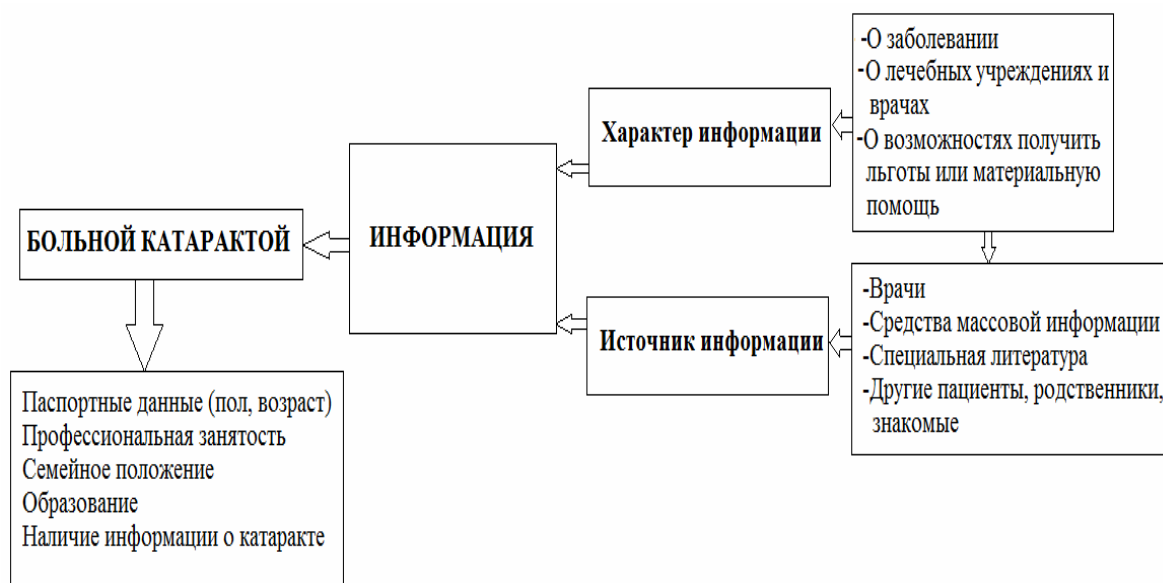 БОЛЬНОЙ КАТАРАКТОЙ
Паспортные данные (пол, возраст)
Профессиональная занятость
Семейное положение
Образование
Наличие информации о катаракте
ИНФОРМАЦИЯ
Характер информации
Источник информации
-О заболевании
-О лечебных учреждениях и
врачах
-О возможностях получить
льготы или материальную
помощь
-Врачи
-Средства массовой информации
-Специальная литература
-Другие пациенты, родственники,
знакомые